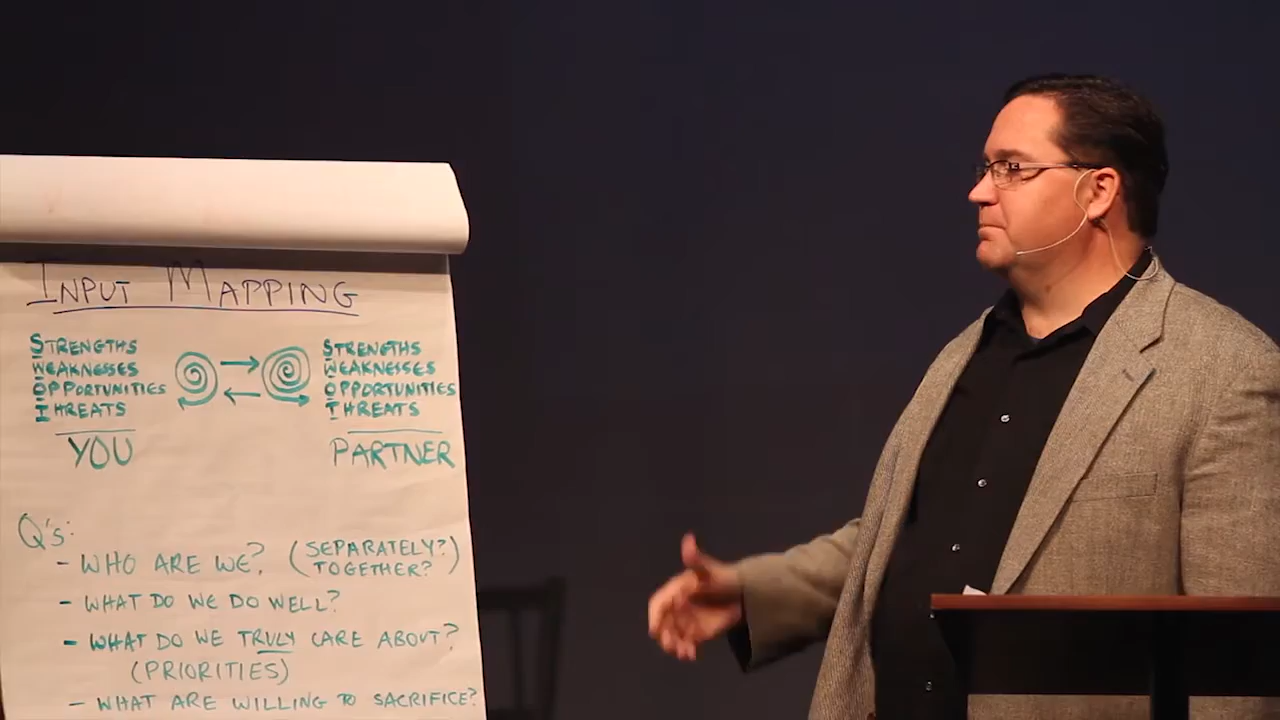 INPUT MAPPING
STRENGTHS
WEAKNESSES
OPPORTUNITIES
THREATS
YOU
STRENGTHS
WEAKNESSES
OPPORTUNITIES
THREATS
PARTNER
Q's:
- WHO ARE WE? (SEPARATELY? TOGETHER?)
- WHAT DO WE DO WELL?
- WHAT DO WE TRULY CARE ABOUT?
(PRIORITIES)
- WHAT ARE WILLING TO SACRIFICE?